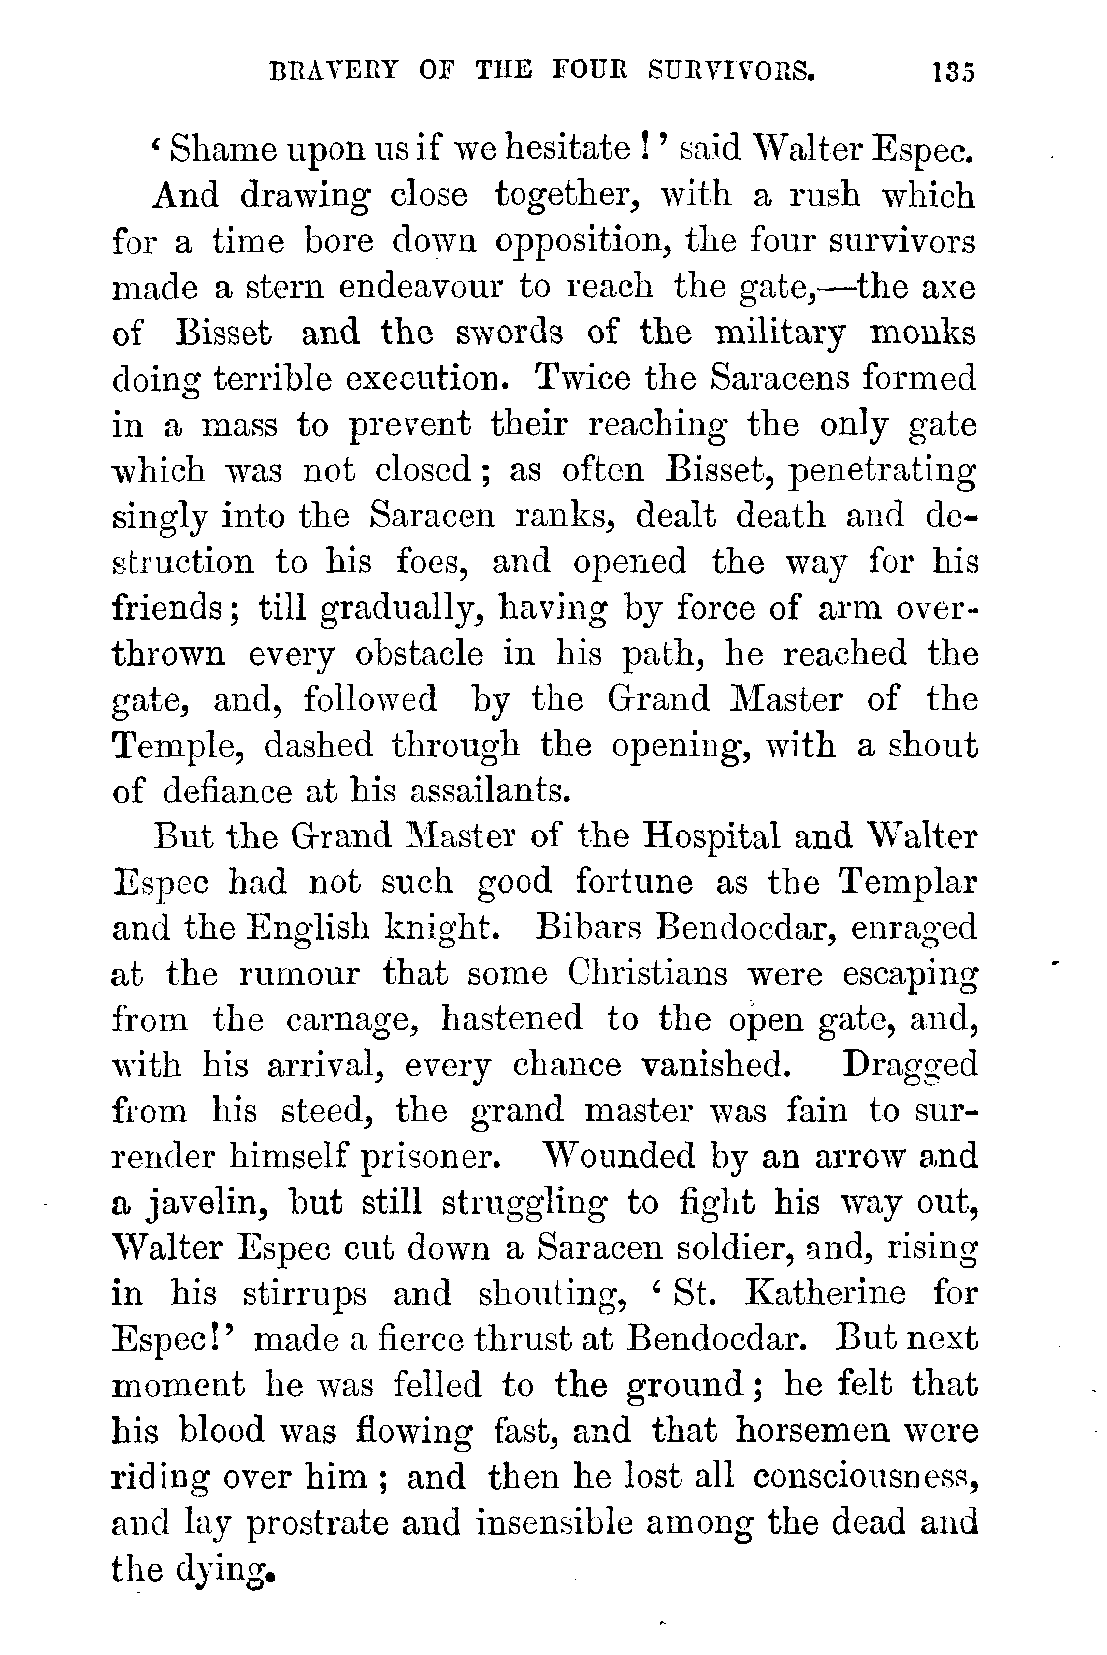 BRAVERY OF THE FOUR SURVIVORS. 135
‘Shame upon us if we hesitate!’ said Walter Espec.
And drawing close together, with a rush which
for a time bore down opposition, the four survivors
made a stern endeavour to reach the gate,—the axe
of Bisset and the swords of the military monks
doing terrible execution. Twice the Saracens formed
in a mass to prevent their reaching the only gate
which was not closed; as often Bisset, penetrating
singly into the Saracen ranks, dealt death and de-
struction to his foes, and opened the way for his
friends; till gradually, having by force of arm over-
thrown every obstacle in his path, he reached the
gate, and, followed by the Grand Master of the
Temple, dashed through the opening, with a shout
of defiance at his assailants.
But the Grand Master of the Hospital and Walter
Espec had not such good fortune as the Templar
and the English knight. Bibars Bendocdar, enraged
at the rumour that some Christians were escaping
from the carnage, hastened to the open gate, and,
with his arrival, every chance vanished. Dragged
from his steed, the grand master was fain to sur-
render himself prisoner. Wounded by an arrow and
a javelin, but still struggling to fight his way out,
Walter Espec cut down a Saracen soldier, and, rising
in his stirrups and shouting, ‘St. Katherine for
Espec!’ made a fierce thrust at Bendocdar. But next
moment he was felled to the ground; he felt that
his blood was flowing fast, and that horsemen were
riding over him; and then he lost all consciousness,
and lay prostrate and insensible among the dead and
the dying.